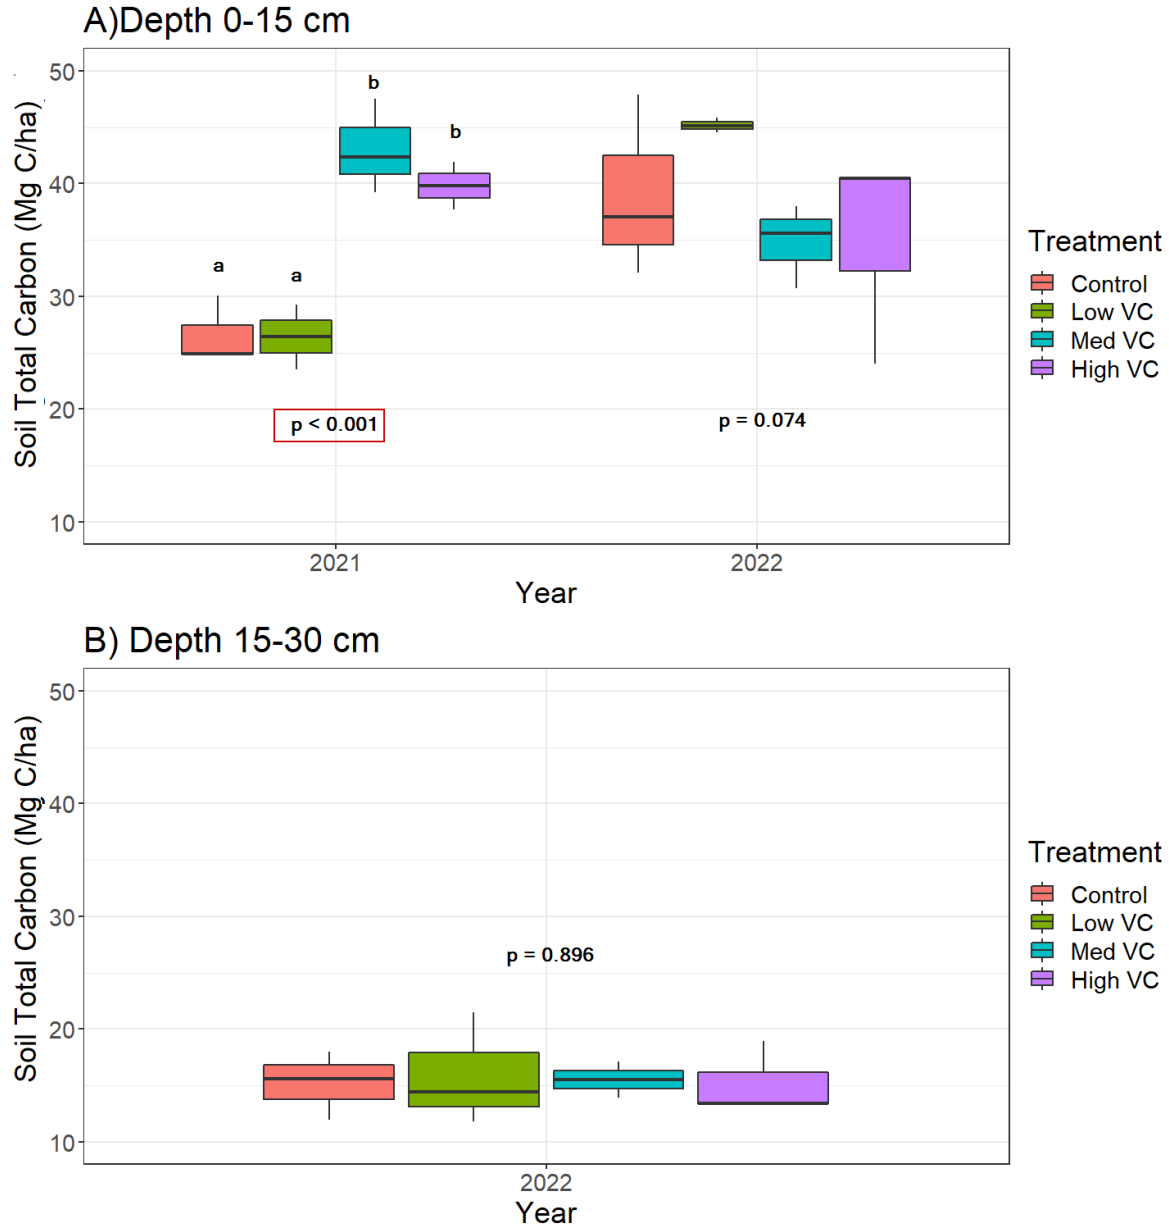 A)Depth 0-15 cm
Soil Total Carbon (Mg C/ha)
50
40
30
20
10
a
a
b
b
p < 0.001
p = 0.074
2021
2022
Year
Treatment
Control
Low VC
Med VC
High VC
B) Depth 15-30 cm
Soil Total Carbon (Mg C/ha)
50
40
30
20
10
p = 0.896
2022
Year
Treatment
Control
Low VC
Med VC
High VC